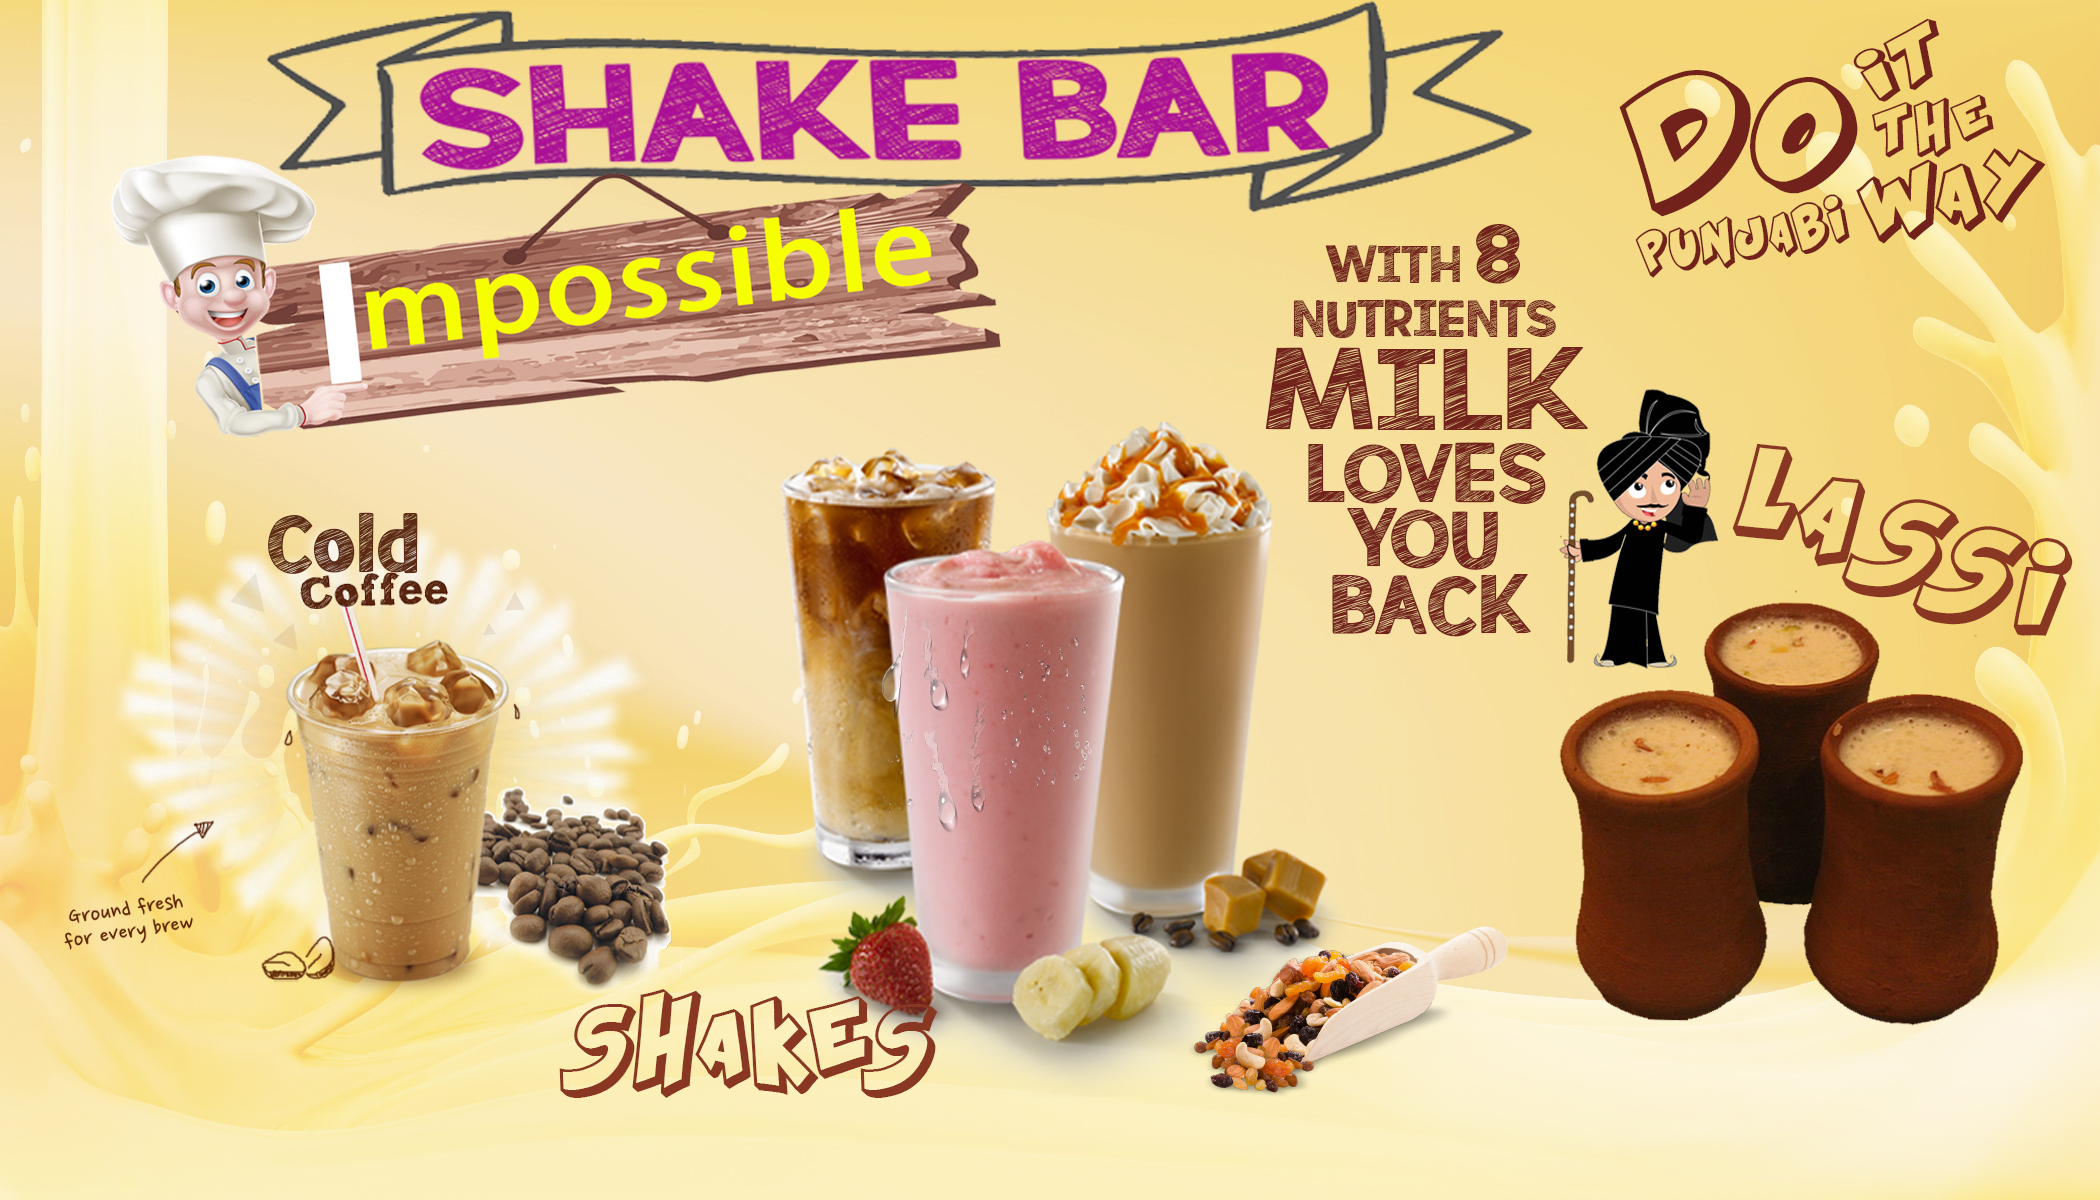 SHAKE BAR
Impossible
DO iT
THE
PUNJABi WAY
WITH 8
NUTRIENTS
MILK
LOVES
YOU
BACK
LASSi
Cold
Coffee
Ground fresh
for every brew
SHAKES